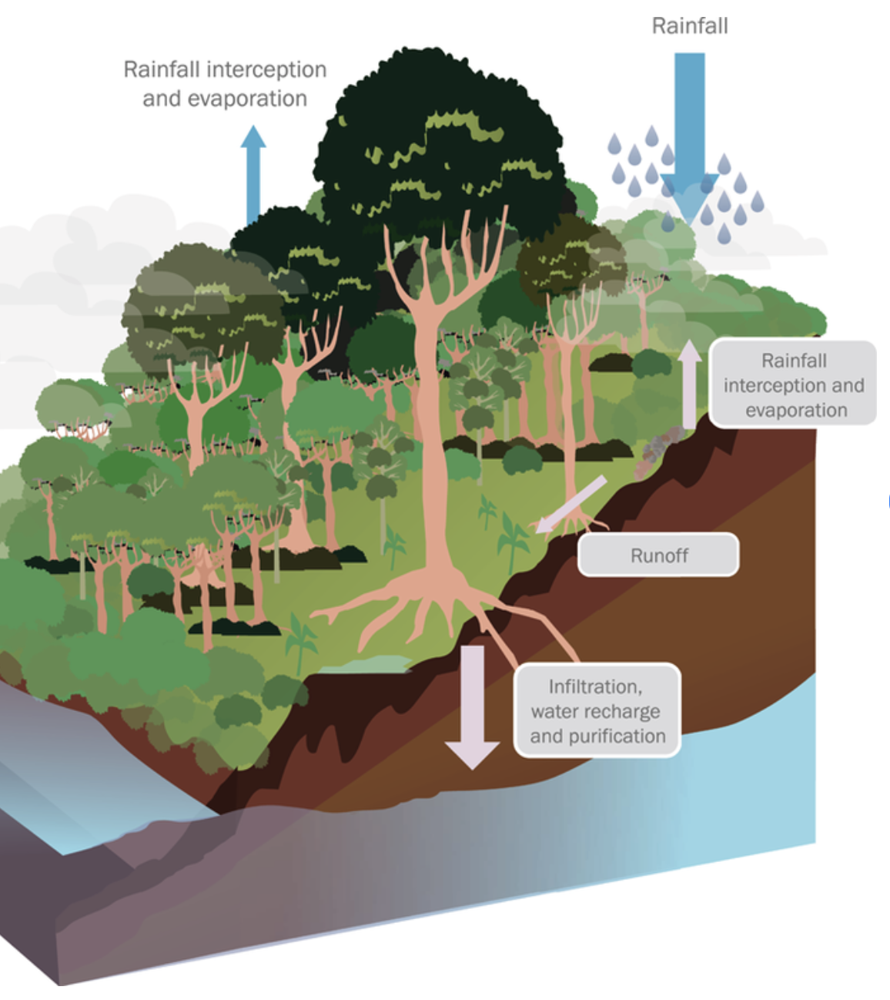 Rainfall
Rainfall interception
and evaporation
Rainfall
interception and
evaporation
Runoff
Infiltration,
water recharge
and purification